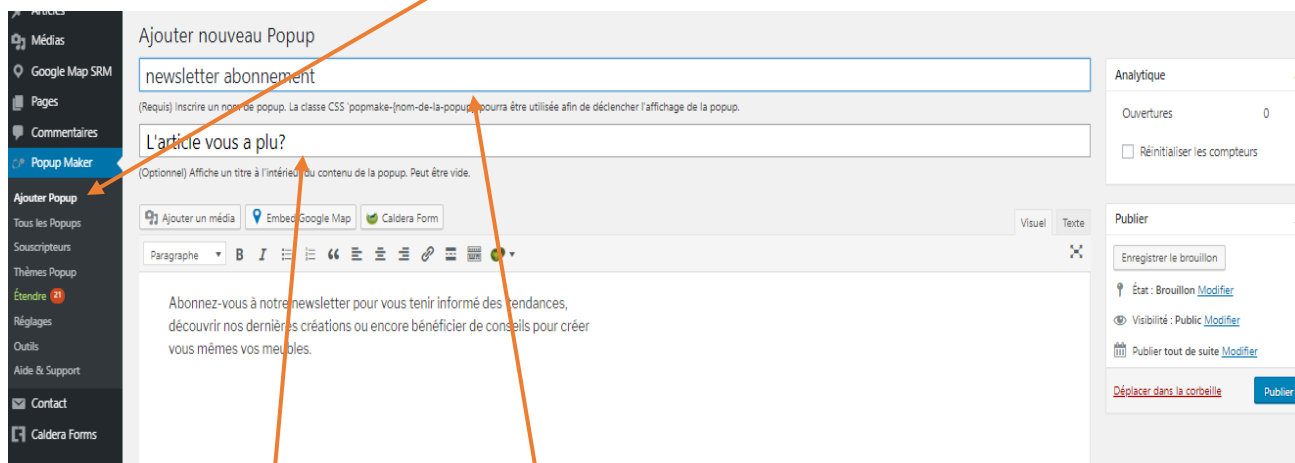 Articles
Médias
Google Map SRM
Pages
Commentaires
Popup Maker
Ajouter Popup
Tous les Popups
Souscripteurs
Thèmes Popup
Étendre 21
Réglages
Outils
Aide & Support
Contact
Caldera Forms
Ajouter nouveau Popup
newsletter abonnement
(Requis) Inscrire un nom de popup. La classe CSS 'popmake-[nom-de-la-popup]' pourra être utilisée afin de déclencher l'affichage de la popup.
L'article vous a plu?
(Optionnel) Affiche un titre à l'intérieur du contenu de la popup. Peut être vide.
Ajouter un média Embed Google Map Caldera Form
Visuel Texte
Paragraphe B I
Abonnez-vous à notre newsletter pour vous tenir informé des tendances,
découvrir nos dernières créations ou encore bénéficier de conseils pour créer
vous mêmes vos meubles.
Analytique
Ouvertures 0
Réinitialiser les compteurs
Publier
Enregistrer le brouillon
État : Brouillon Modifier
Visibilité : Public Modifier
Publier tout de suite Modifier
Déplacer dans la corbeille Publier